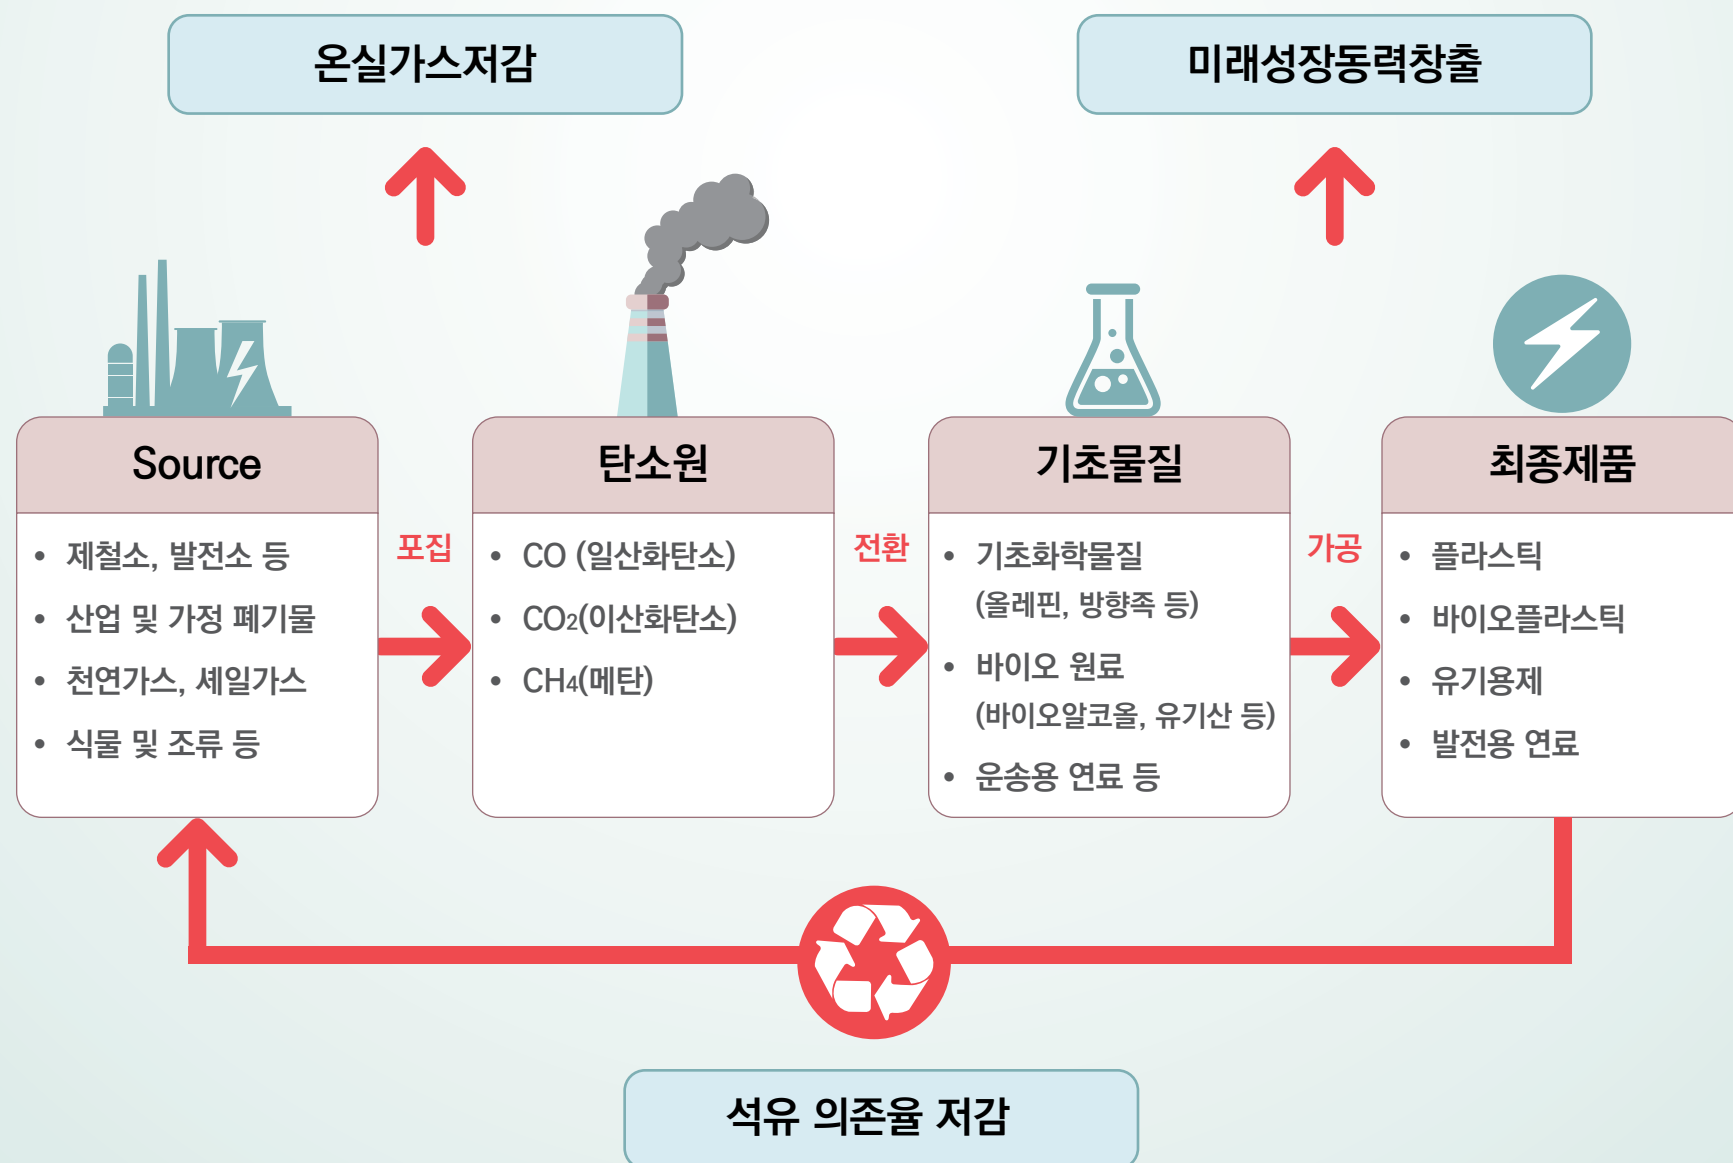 온실가스저감
미래성장동력창출
Source
• 제철소, 발전소 등
• 산업 및 가정 폐기물
• 천연가스, 셰일가스
• 식물 및 조류 등
포집
탄소원
• CO (일산화탄소)
• CO₂(이산화탄소)
• CH₄(메탄)
전환
기초물질
• 기초화학물질
(올레핀, 방향족 등)
• 바이오 원료
(바이오알코올, 유기산 등)
• 운송용 연료 등
가공
최종제품
• 플라스틱
• 바이오플라스틱
• 유기용제
• 발전용 연료
석유 의존율 저감